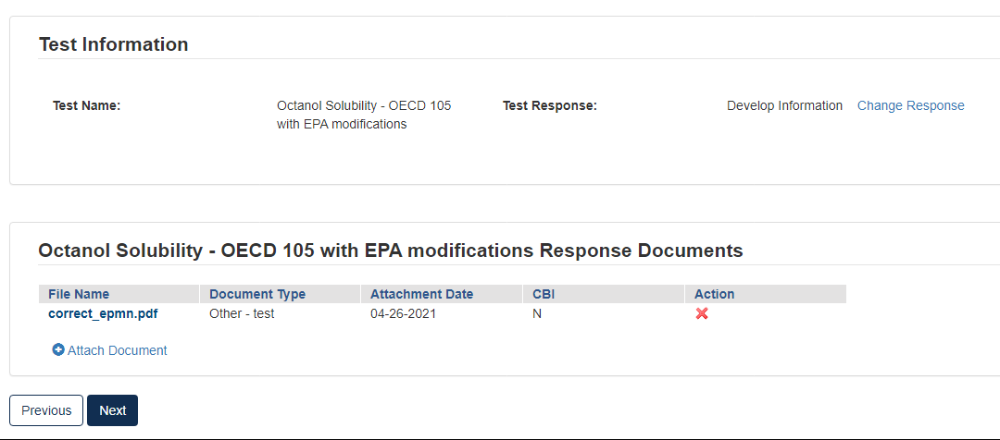 Test Information
Test Name: Octanol Solubility - OECD 105 Test Response: Develop Information Change Response
with EPA modifications
Octanol Solubility - OECD 105 with EPA modifications Response Documents
File Name Document Type Attachment Date CBI Action
correct_epmn.pdf Other - test 04-26-2021 N
Attach Document
Previous Next